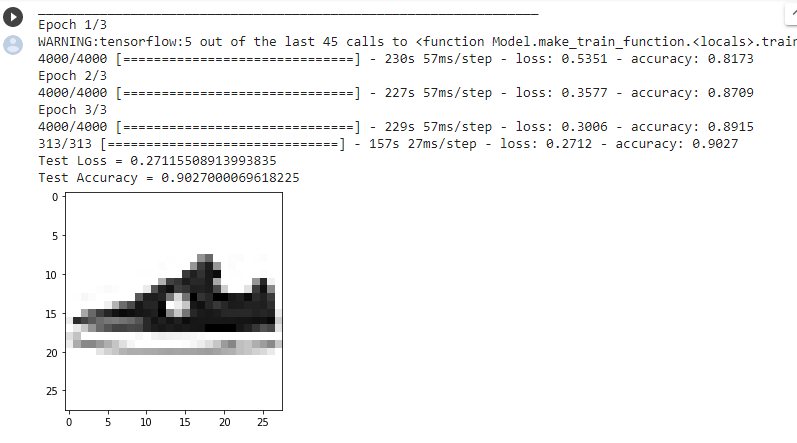 Epoch 1/3
WARNING:tensorflow:5 out of the last 45 calls to <function Model.make_train_function.<locals>.train
4000/4000 [==============================] - 230s 57ms/step - loss: 0.5351 - accuracy: 0.8173
Epoch 2/3
4000/4000 [==============================] - 227s 57ms/step - loss: 0.3577 - accuracy: 0.8709
Epoch 3/3
4000/4000 [==============================] - 229s 57ms/step - loss: 0.3006 - accuracy: 0.8915
313/313 [==============================] - 157s 27ms/step - loss: 0.2712 - accuracy: 0.9027
Test Loss = 0.27115508913993835
Test Accuracy = 0.9027000069618225
0
5
10
15
20
25
0 5 10 15 20 25